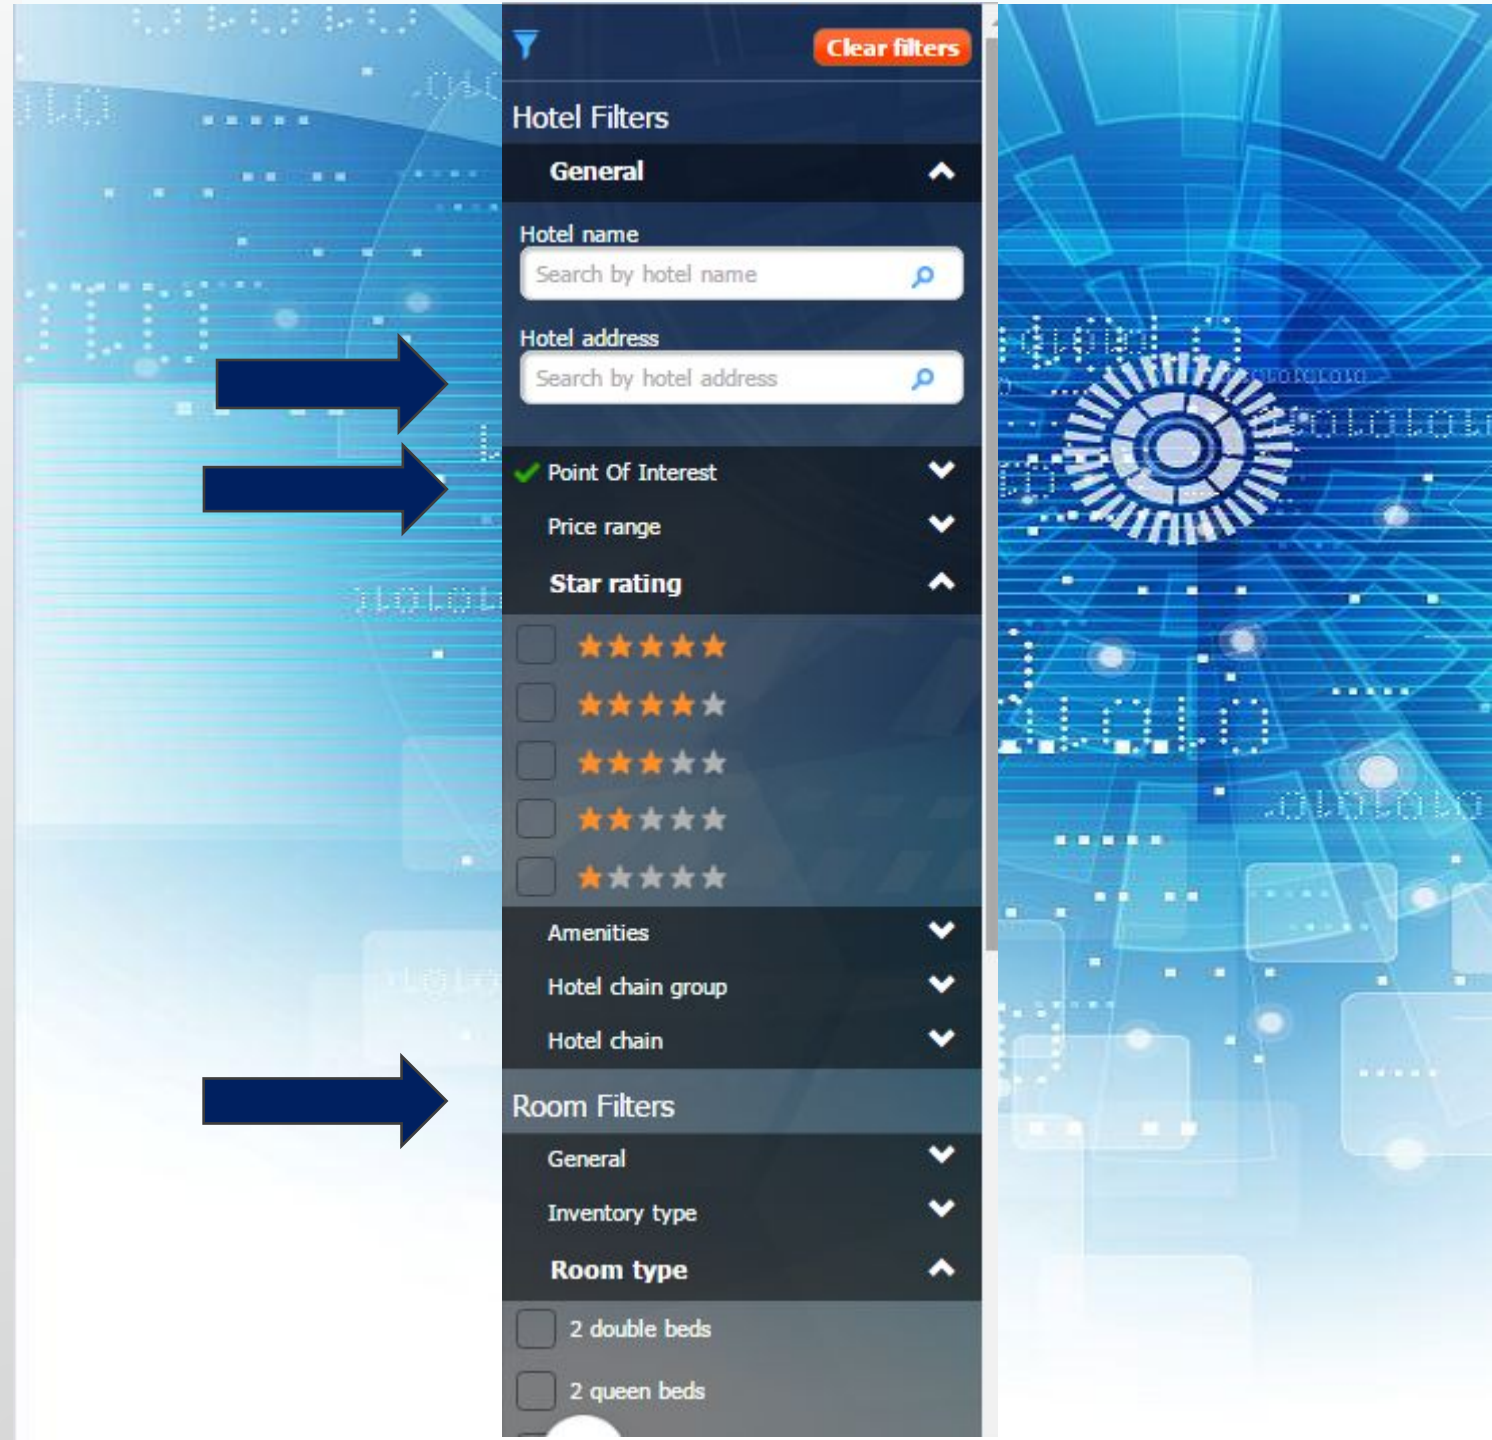 Clear filters
Hotel Filters
General
Hotel name
Search by hotel name
Hotel address
Search by hotel address
Point Of Interest
Price range
Star rating
Amenities
Hotel chain group
Hotel chain
Room Filters
General
Inventory type
Room type
2 double beds
2 queen beds